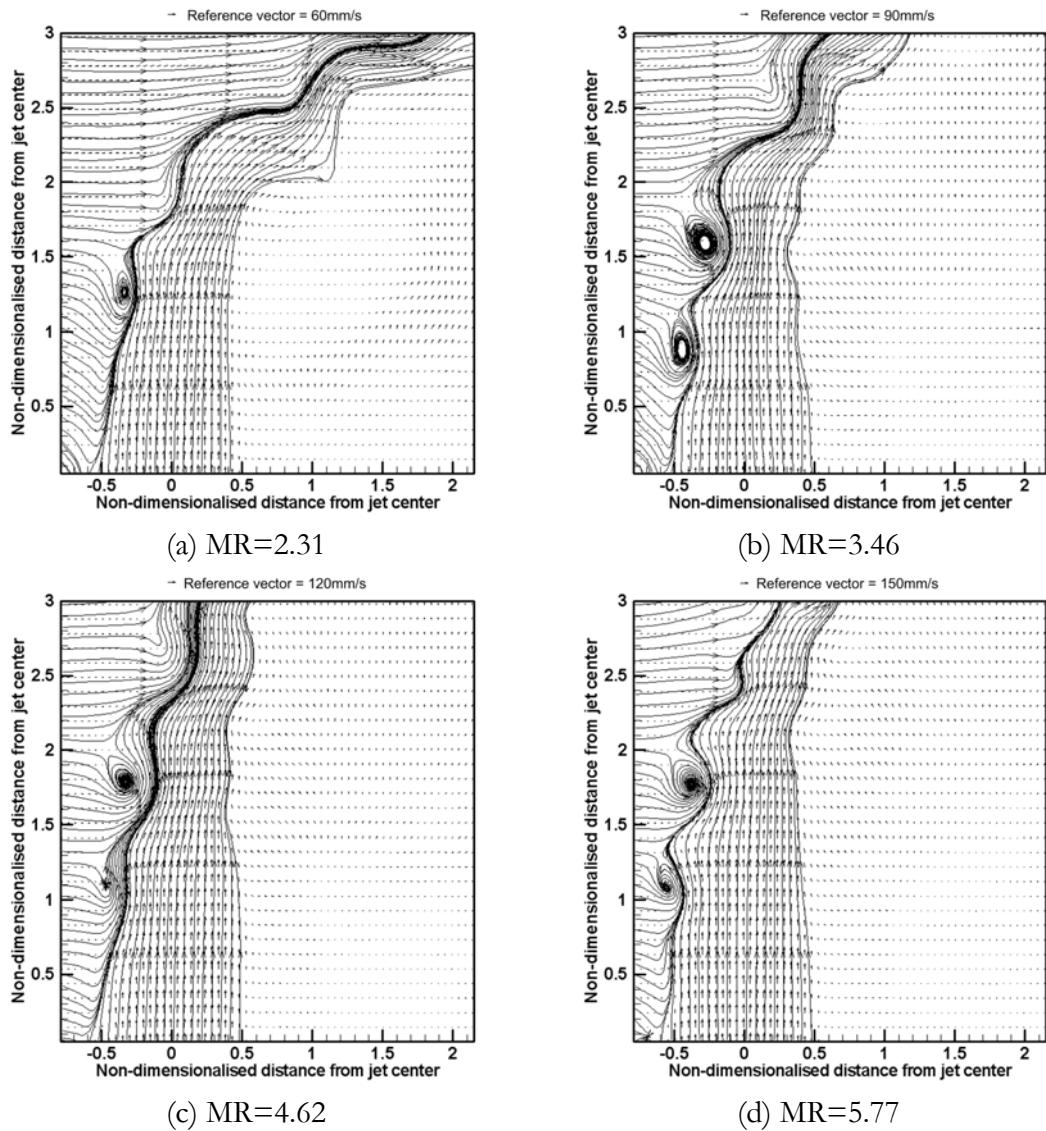 Reference vector = 60mm/s
Non-dimensionalised distance from jet center
3
2.5
2
1.5
1
0.5
-0.5 0 0.5 1 1.5 2
Non-dimensionalised distance from jet center
(a) MR=2.31
Reference vector = 90mm/s
Non-dimensionalised distance from jet center
3
2.5
2
1.5
1
0.5
-0.5 0 0.5 1 1.5 2
Non-dimensionalised distance from jet center
(b) MR=3.46
Reference vector = 120mm/s
Non-dimensionalised distance from jet center
3
2.5
2
1.5
1
0.5
-0.5 0 0.5 1 1.5 2
Non-dimensionalised distance from jet center
(c) MR=4.62
Reference vector = 150mm/s
Non-dimensionalised distance from jet center
3
2.5
2
1.5
1
0.5
-0.5 0 0.5 1 1.5 2
Non-dimensionalised distance from jet center
(d) MR=5.77